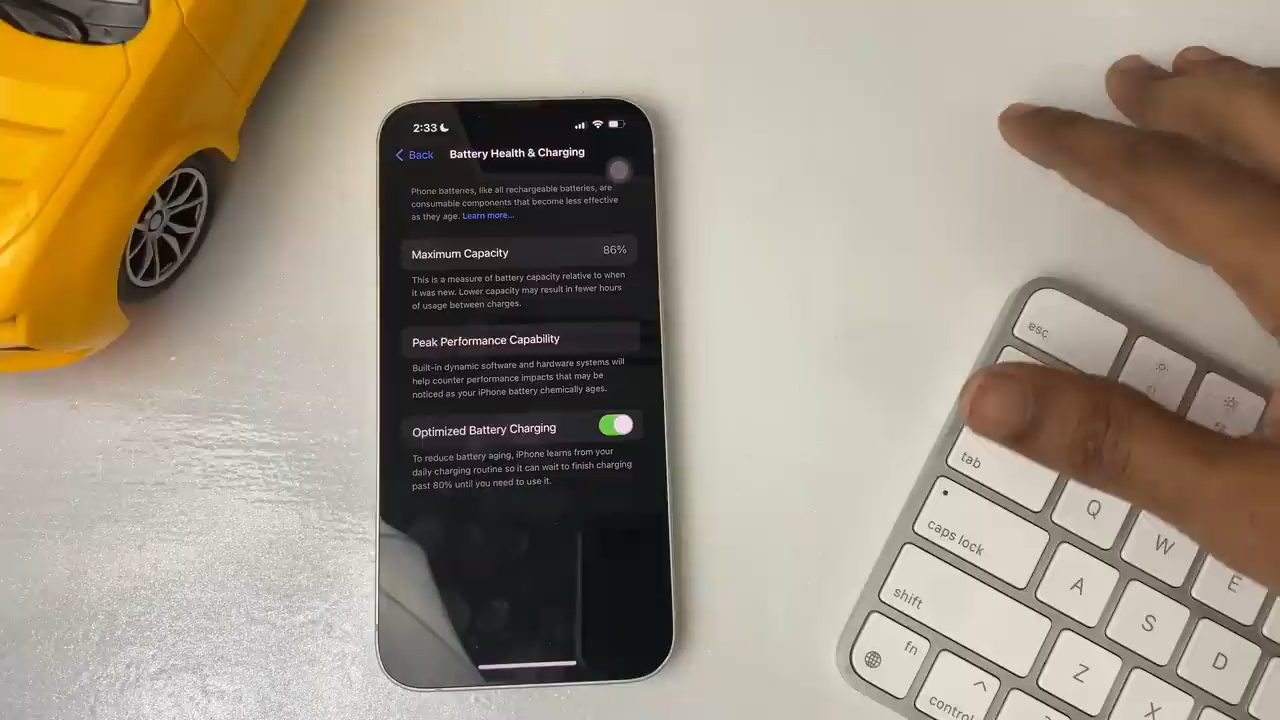 2:33
Back
Battery Health & Charging
Phone batteries, like all rechargeable batteries, are
consumable components that become less effective
as they age. Learn more...
Maximum Capacity 86%
This is a measure of battery capacity relative to when
it was new. Lower capacity may result in fewer hours
of usage between charges.
Peak Performance Capability
Built-in dynamic software and hardware systems will
help counter performance impacts that may be
noticed as your iPhone battery chemically ages.
Optimized Battery Charging
To reduce battery aging, iPhone learns from your
daily charging routine so it can wait to finish charging
past 80% until you need to use it.
esc
tab
Q
W
E
caps lock
A
S
D
shift
Z
X
fn
control